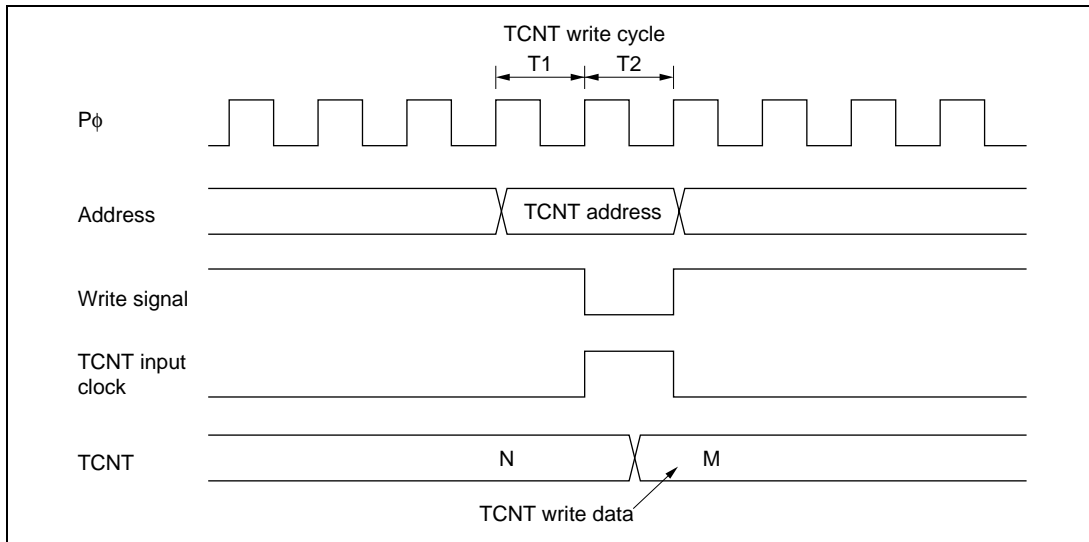 TCNT write cycle
T1 T2
Pϕ
Address
TCNT address
Write signal
TCNT input
clock
TCNT
N M
TCNT write data